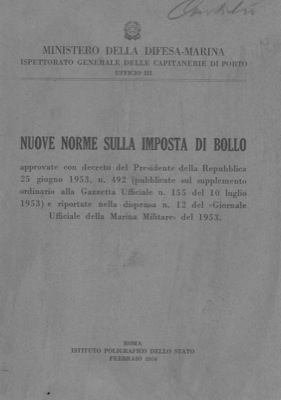 MINISTERO DELLA DIFESA-MARINA
ISPETTORATO GENERALE DELLE CAPITANERIE DI PORTO
UFFICIO III
NUOVE NORME SULLA IMPOSTA DI BOLLO
approvate con decreto del Presidente della Repubblica
25 giugno 1953, n. 492 (pubblicate sul supplemento
ordinario alla Gazzetta Ufficiale n. 155 del 10 luglio
1953) e riportate nella dispensa n. 12 del «Giornale
Ufficiale della Marina Militare» del 1953.
ROMA
ISTITUTO POLIGRAFICO DELLO STATO
FEBBRAIO